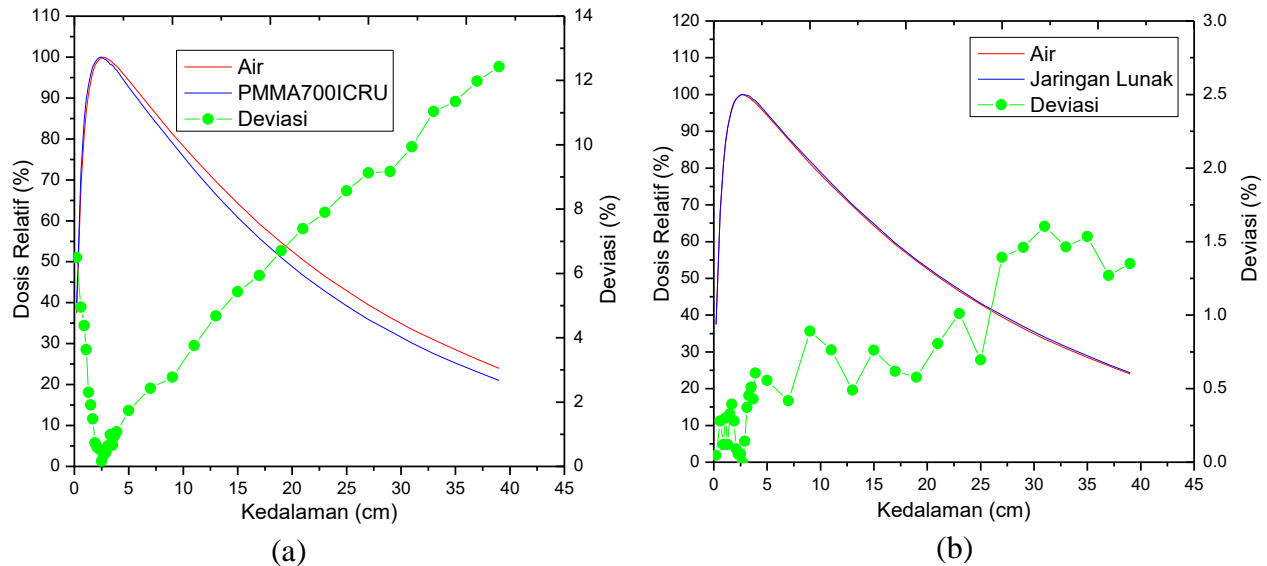 Air
PMMA700ICRU
Deviasi
Dosis Relatif (%)
0
10
20
30
40
50
60
70
80
90
100
110
0 5 10 15 20 25 30 35 40 45
Kedalaman (cm)
0
2
4
6
8
10
12
14
Deviasi (%)
(a)
Air
Jaringan Lunak
Deviasi
Dosis Relatif (%)
0
10
20
30
40
50
60
70
80
90
100
110
120
0 5 10 15 20 25 30 35 40 45
Kedalaman (cm)
0.0
0.5
1.0
1.5
2.0
2.5
3.0
Deviasi (%)
(b)